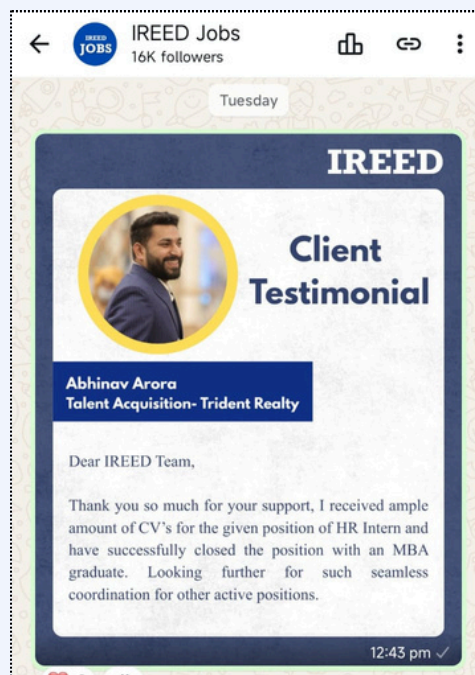 IREED Jobs
16K followers
IREED
JOBS
Tuesday
IREED
Client
Testimonial
Abhinav Arora
Talent Acquisition- Trident Realty
Dear IREED Team,
Thank you so much for your support, I received ample
amount of CV's for the given position of HR Intern and
have successfully closed the position with an MBA
graduate. Looking further for such seamless
coordination for other active positions.
12:43 pm